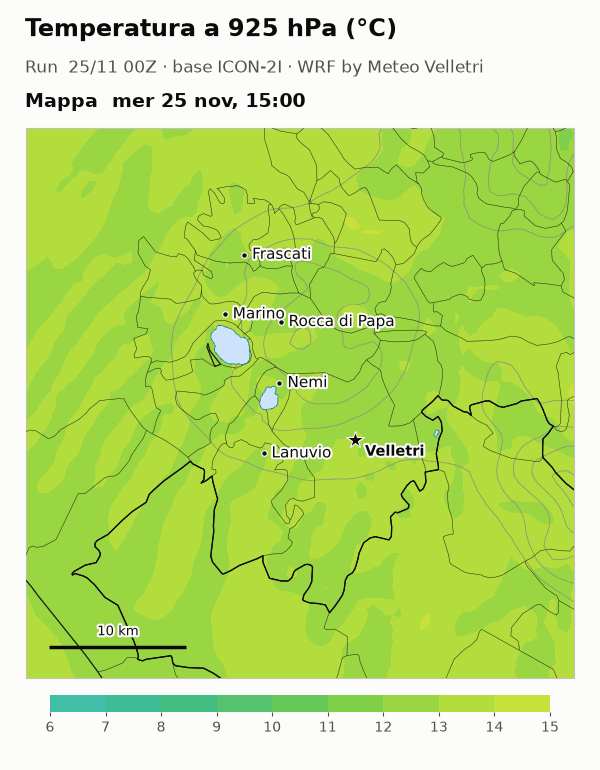 Temperatura a 925 hPa (°C)
Run  25/11 00Z · base ICON-2I · WRF by Meteo Velletri
Mappa  mer 25 nov, 15:00
Frascati
Marino
Rocca di Papa
Nemi
Velletri
Lanuvio
10 km
6 7 8 9 10 11 12 13 14 15